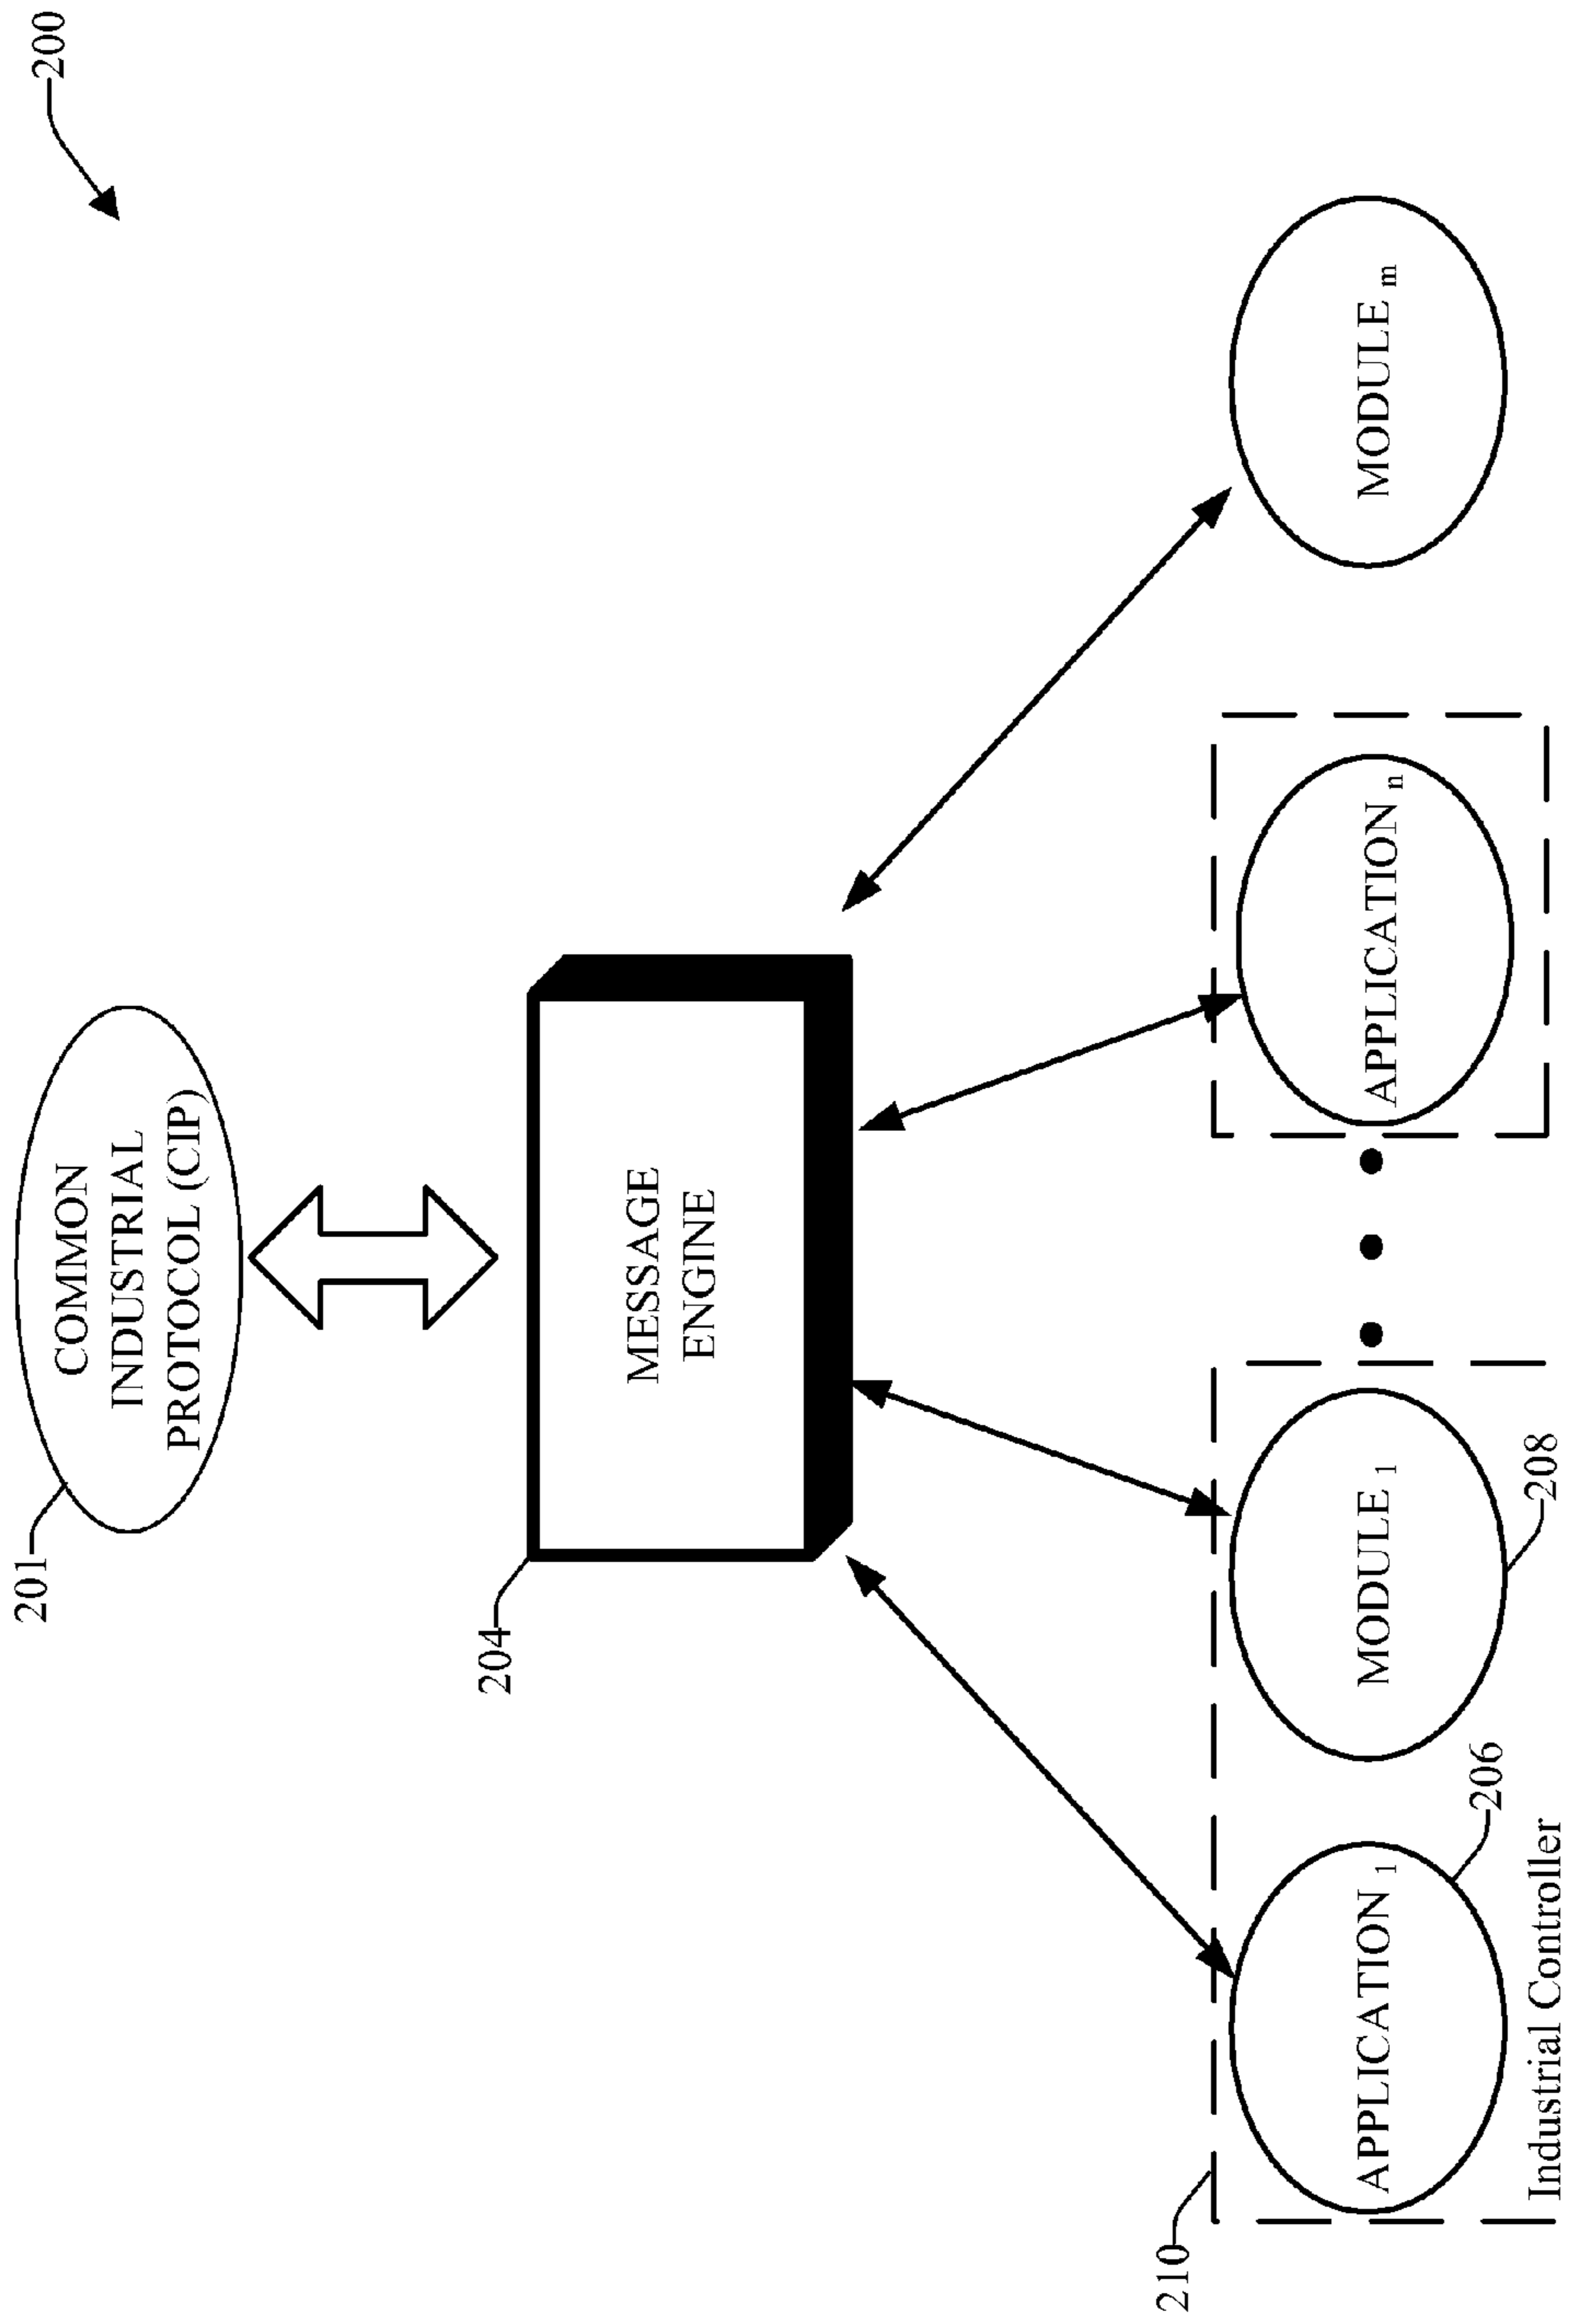 200
201
COMMON
INDUSTRIAL
PROTOCOL (CIP)
204
MESSAGE
ENGINE
210
APPLICATION 1
MODULE 1
APPLICATION n
MODULE m
206
208
Industrial Controller